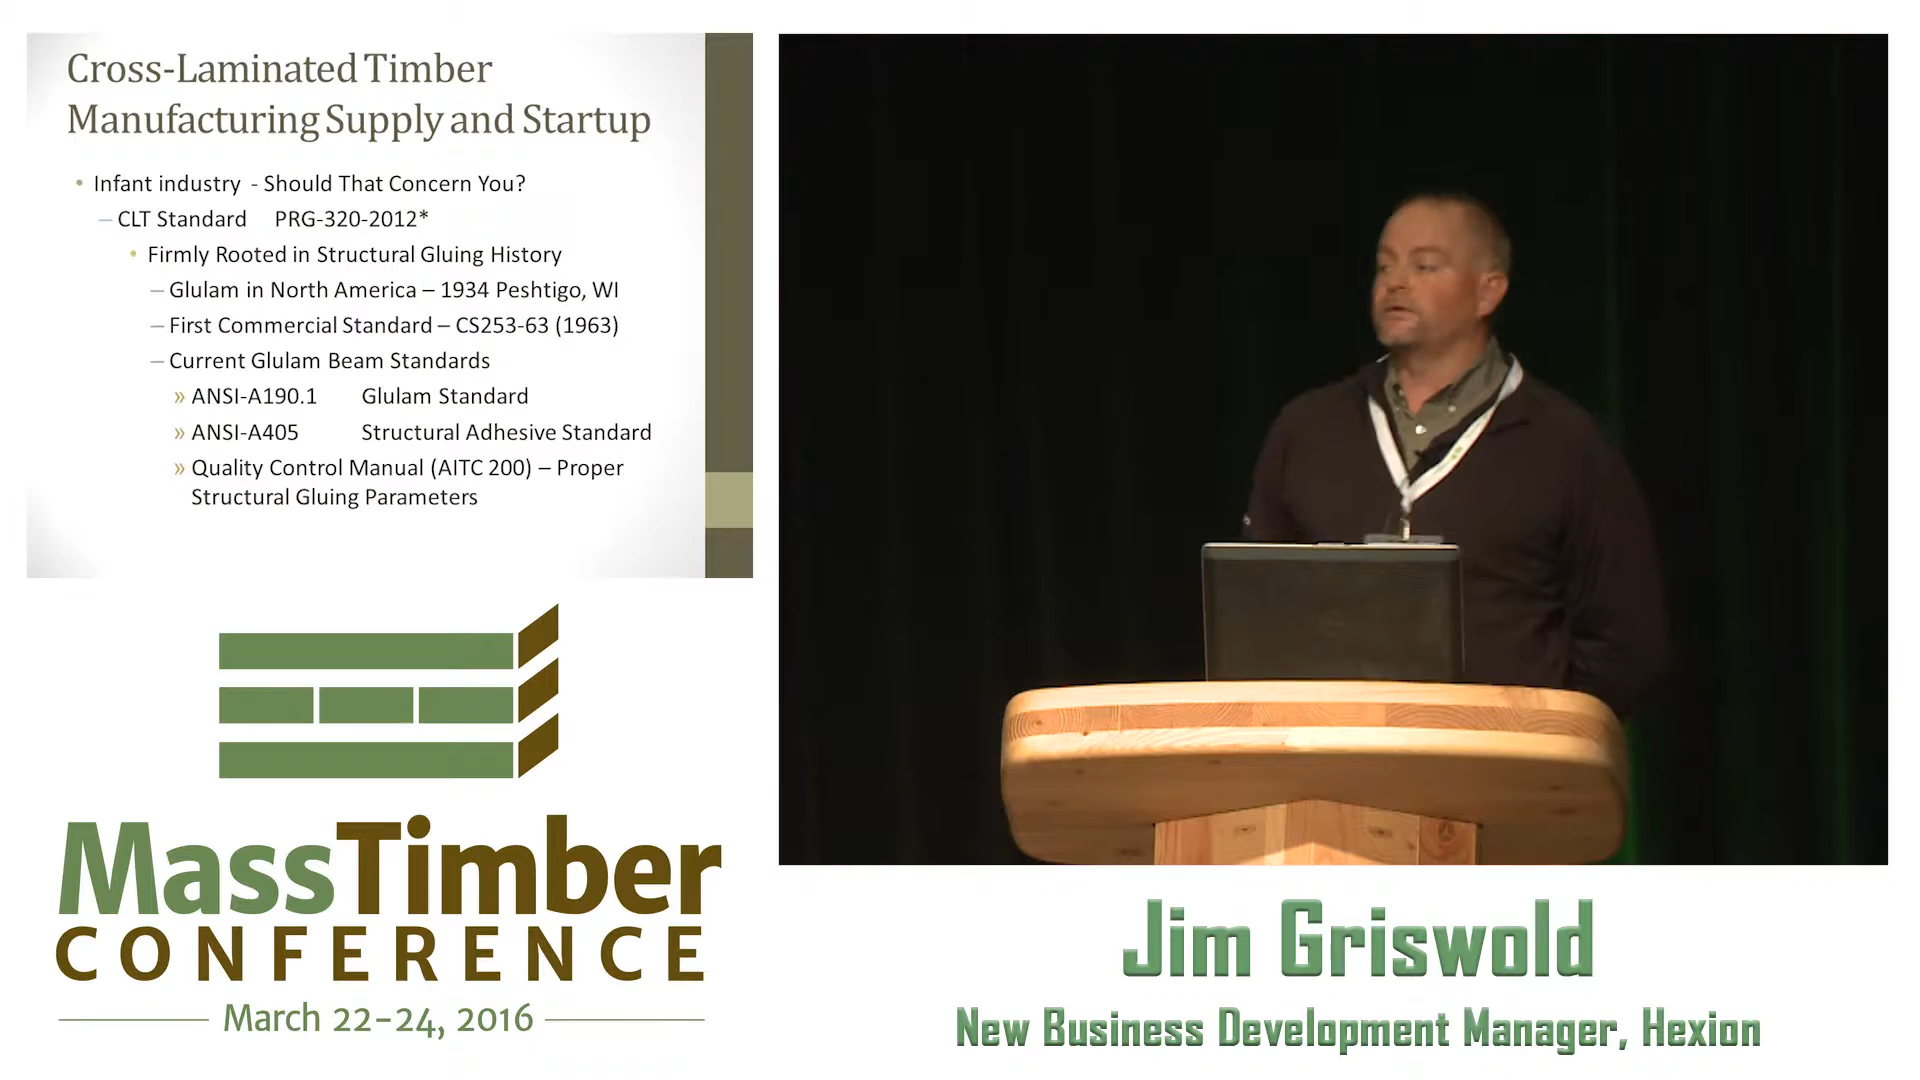 Cross-Laminated Timber
Manufacturing Supply and Startup
• Infant industry - Should That Concern You?
– CLT Standard PRG-320-2012*
• Firmly Rooted in Structural Gluing History
– Glulam in North America – 1934 Peshtigo, WI
– First Commercial Standard – CS253-63 (1963)
– Current Glulam Beam Standards
» ANSI-A190.1 Glulam Standard
» ANSI-A405 Structural Adhesive Standard
» Quality Control Manual (AITC 200) – Proper
Structural Gluing Parameters
MassTimber
CONFERENCE
March 22-24, 2016
Jim Griswold
New Business Development Manager, Hexion